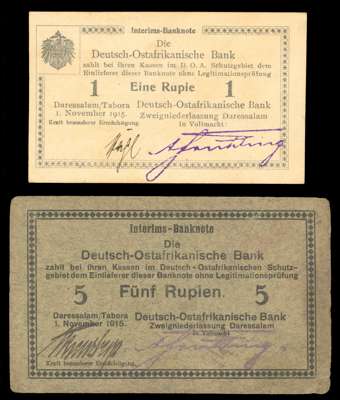 Interims-Banknote
Die
Deutsch-Ostafrikanische Bank
zahlt bei ihren Kassen im D. O. A. Schutzgebiet dem
Einlieferer dieser Banknote ohne Legitimationsprüfung
1 Eine Rupie 1
Daressalam/Tabora Deutsch-Ostafrikanische Bank
1. November 1915. Zweigniederlassung Daressalam
In Vollmacht:
Kraft besonderer Ermächtigung
Interims-Banknote
Die
Deutsch-Ostafrikanische Bank
zahlt bei ihren Kassen im Deutsch-Ostafrikanischen Schutz-
gebiet dem Einlieferer dieser Banknote ohne Legitimationsprüfung
5 Fünf Rupien. 5
Daressalam/Tabora Deutsch-Ostafrikanische Bank
1. November 1915. Zweigniederlassung Daressalam
In Vollmacht
Kraft besonderer Ermächtigung.